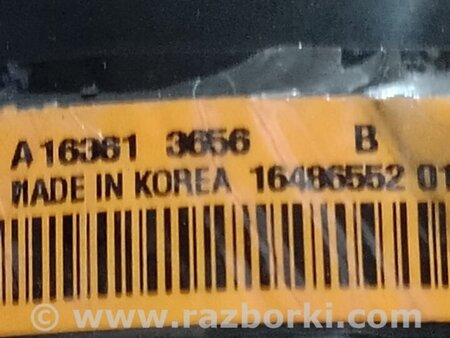 A 16361 3656 B
MADE IN KOREA 16486552 01
© www.razborki.com /